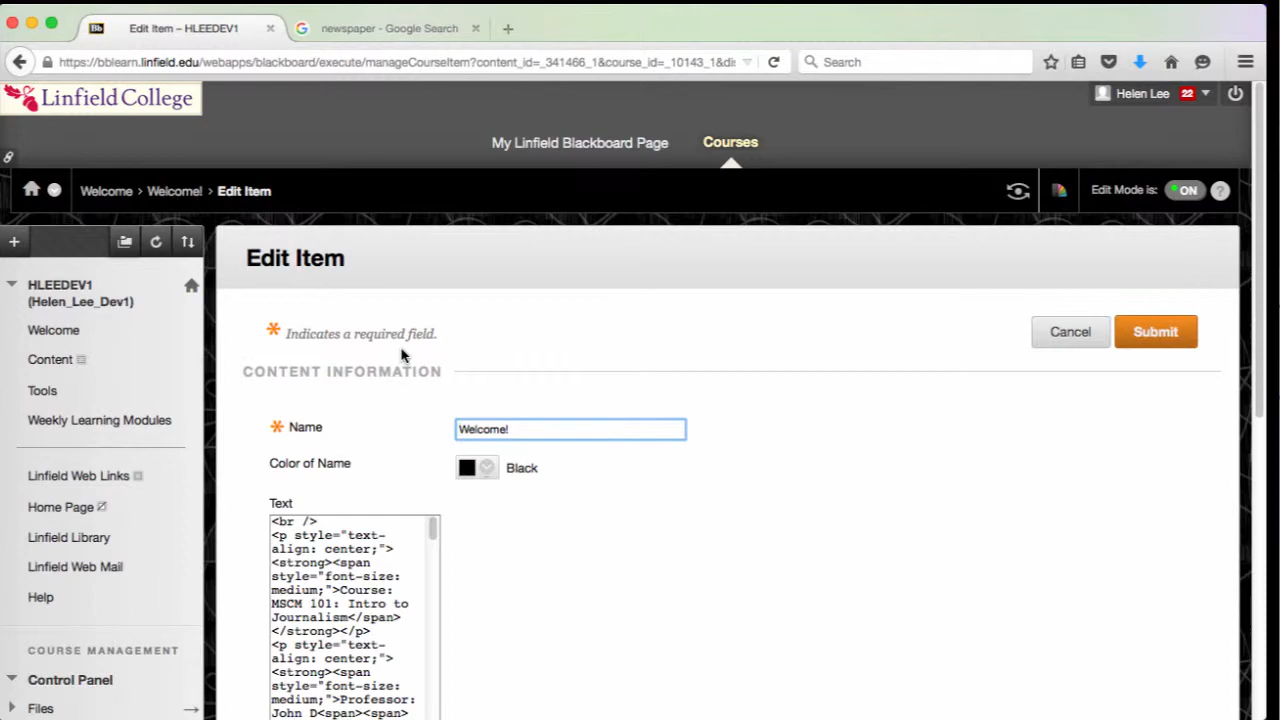 Edit Item – HLEEDEV1
newspaper - Google Search
https://bblearn.linfield.edu/webapps/blackboard/execute/manageCourseItem?content_id=_341466_1&course_id=_10143_1&di
Search
Linfield College
Helen Lee 22
My Linfield Blackboard Page
Courses
Welcome > Welcome! > Edit Item
Edit Mode is: ON ?
Edit Item
HLEEDEV1
(Helen_Lee_Dev1)
Welcome
Content
Tools
Weekly Learning Modules
Linfield Web Links
Home Page
Linfield Library
Linfield Web Mail
Help
COURSE MANAGEMENT
Control Panel
Files
* Indicates a required field.
Cancel
Submit
CONTENT INFORMATION
* Name
Welcome!
Color of Name
Black
Text
<br />
<p style="text-
align: center;">
<strong><span
style="font-size:
medium;">Course:
MSCM 101: Intro to
Journalism</span>
</strong></p>
<p style="text-
align: center;">
<strong><span
style="font-size:
medium;">Professor:
John D<span><span>